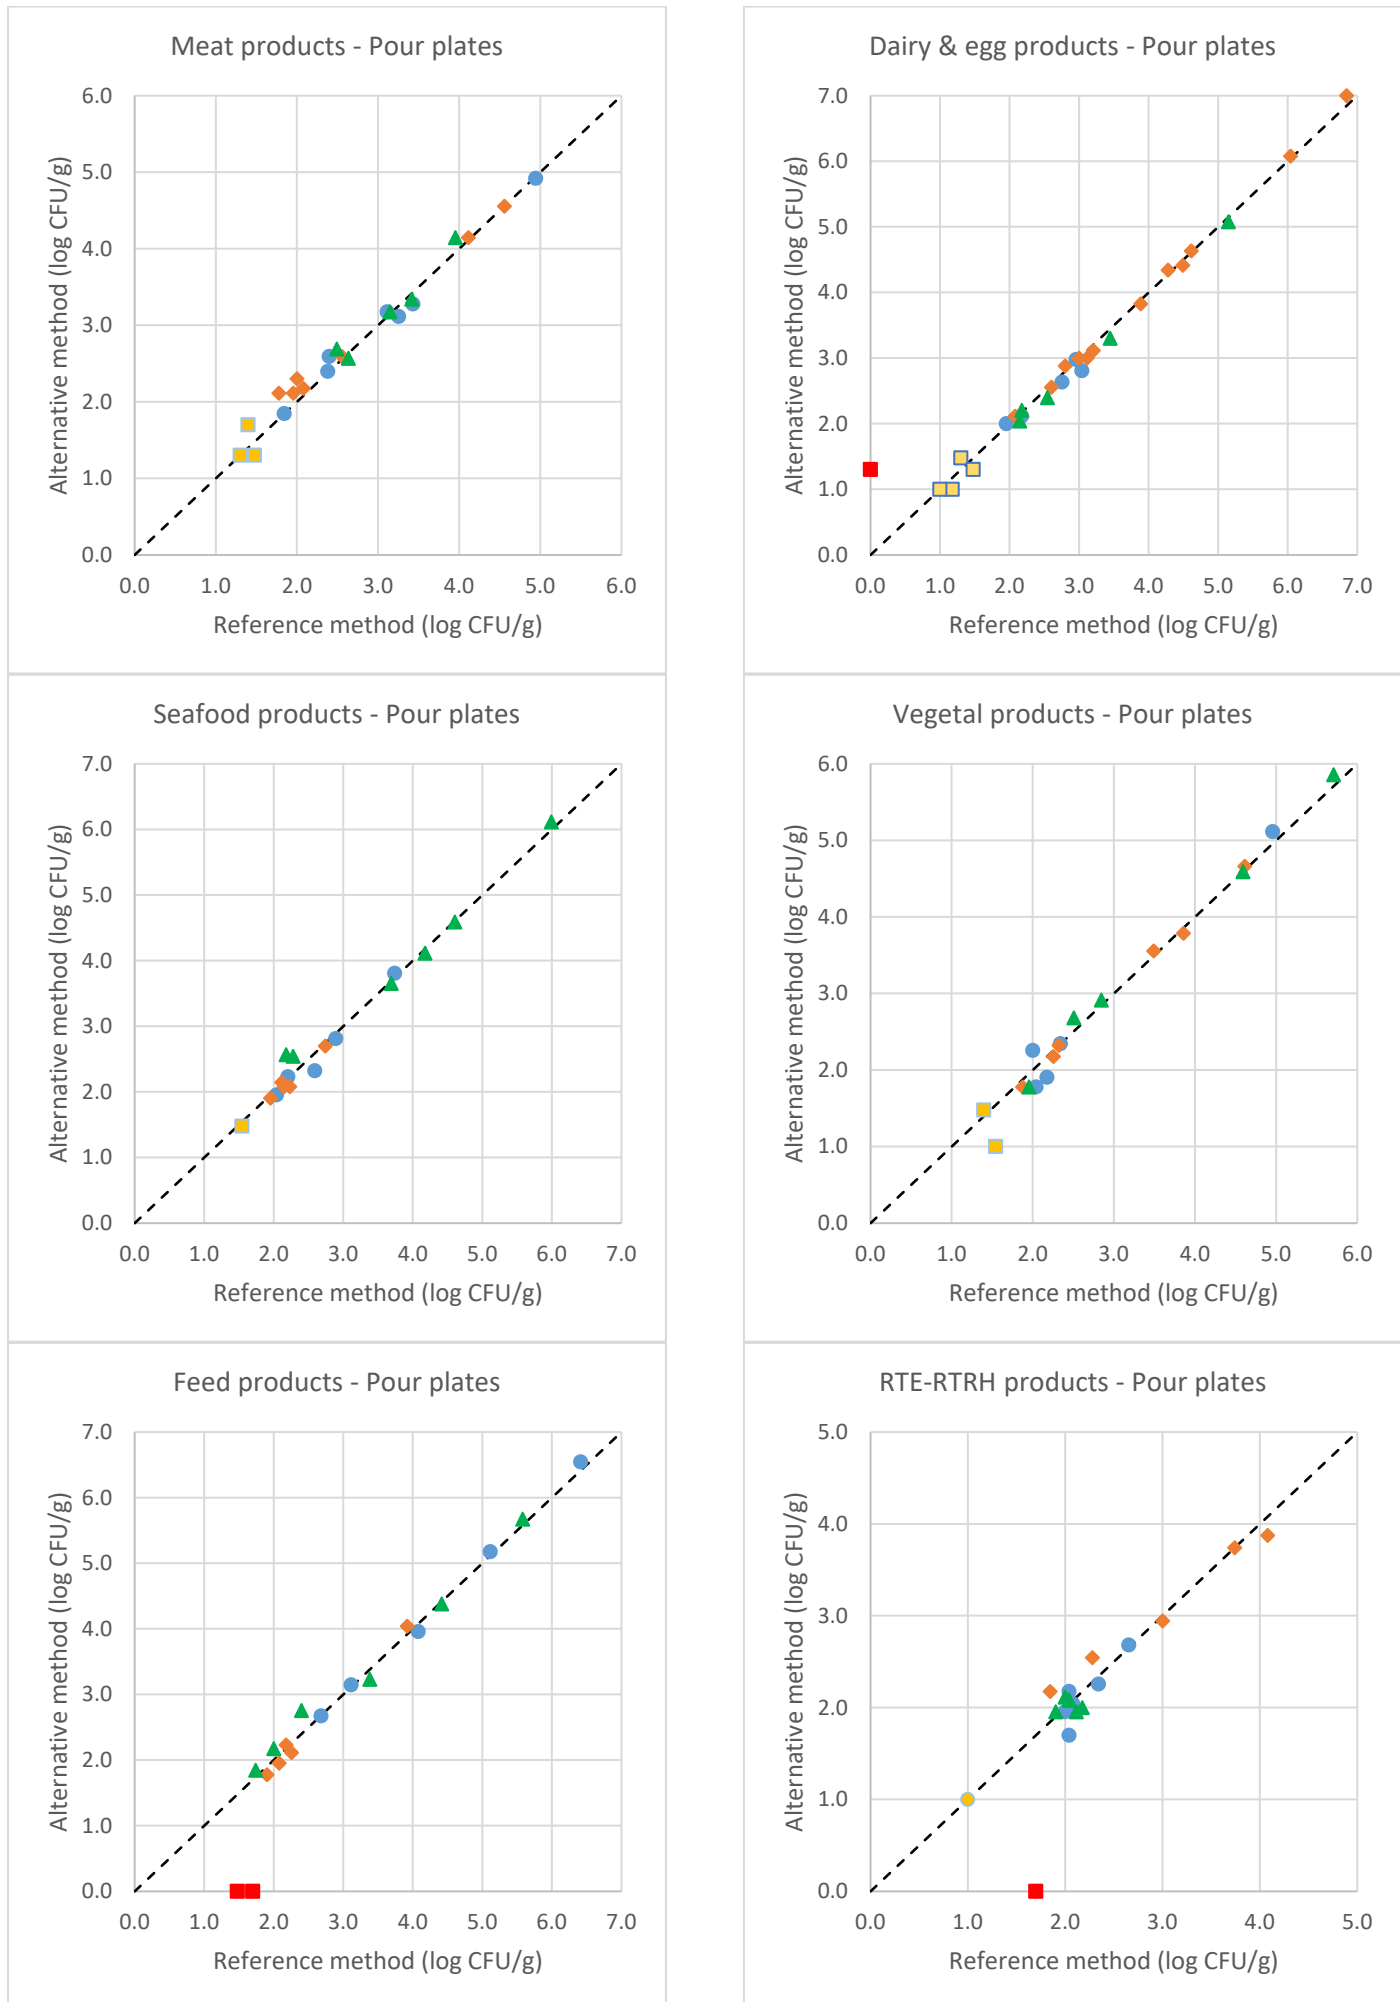 Meat products - Pour plates
Alternative method (log CFU/g)
6.0
5.0
4.0
3.0
2.0
1.0
0.0
0.0 1.0 2.0 3.0 4.0 5.0 6.0
Reference method (log CFU/g)
Dairy & egg products - Pour plates
Alternative method (log CFU/g)
7.0
6.0
5.0
4.0
3.0
2.0
1.0
0.0
0.0 1.0 2.0 3.0 4.0 5.0 6.0 7.0
Reference method (log CFU/g)
Seafood products - Pour plates
Alternative method (log CFU/g)
7.0
6.0
5.0
4.0
3.0
2.0
1.0
0.0
0.0 1.0 2.0 3.0 4.0 5.0 6.0 7.0
Reference method (log CFU/g)
Vegetal products - Pour plates
Alternative method (log CFU/g)
6.0
5.0
4.0
3.0
2.0
1.0
0.0
0.0 1.0 2.0 3.0 4.0 5.0 6.0
Reference method (log CFU/g)
Feed products - Pour plates
Alternative method (log CFU/g)
7.0
6.0
5.0
4.0
3.0
2.0
1.0
0.0
0.0 1.0 2.0 3.0 4.0 5.0 6.0 7.0
Reference method (log CFU/g)
RTE-RTRH products - Pour plates
Alternative method (log CFU/g)
5.0
4.0
3.0
2.0
1.0
0.0
0.0 1.0 2.0 3.0 4.0 5.0
Reference method (log CFU/g)